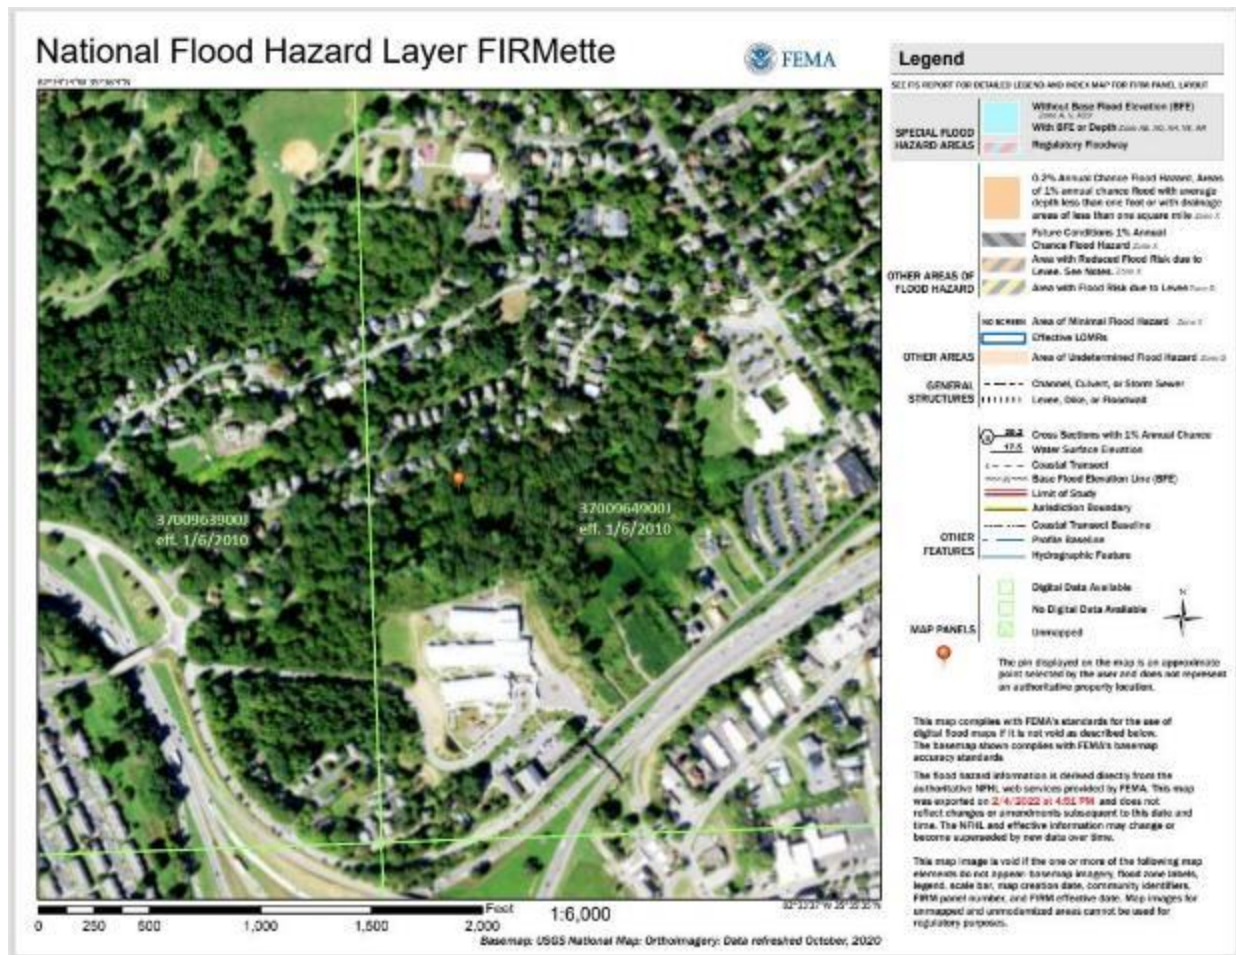 National Flood Hazard Layer FIRMette
FEMA
Legend
SEE FIS REPORT FOR DETAILED LEGEND AND INDEX MAP FOR FIRM PANEL LAYOUT
SPECIAL FLOOD
HAZARD AREAS
Without Base Flood Elevation (BFE)
With BFE or Depth
Regulatory Floodway
OTHER AREAS OF
FLOOD HAZARD
0.2% Annual Chance Flood Hazard, Areas
of 1% annual chance flood with average
depth less than one foot or with drainage
areas of less than one square mile Zone X
Future Conditions 1% Annual
Chance Flood Hazard Zone X
Area with Reduced Flood Risk due to
Levee. See Notes. Zone X
Area with Flood Risk due to Levee Zone D
OTHER AREAS
NO SCREEN Area of Minimal Flood Hazard Zone X
Effective LOMRs
Area of Undetermined Flood Hazard Zone D
GENERAL
STRUCTURES
Channel, Culvert, or Storm Sewer
Levee, Dike, or Floodwall
OTHER
FEATURES
20.2 Cross Sections with 1% Annual Chance
17.5 Water Surface Elevation
Coastal Transect
Base Flood Elevation Line (BFE)
Limit of Study
Jurisdiction Boundary
Coastal Transect Baseline
Profile Baseline
Hydrographic Feature
MAP PANELS
Digital Data Available
No Digital Data Available
Unmapped
N
The pin displayed on the map is an approximate
point selected by the user and does not represent
an authoritative property location.
This map complies with FEMA's standards for the use of
digital flood maps if it is not void as described below.
The basemap shown complies with FEMA's basemap
accuracy standards
The flood hazard information is derived directly from the
authoritative NFHL web services provided by FEMA. This map
was exported on 2/4/2022 at 4:51 PM and does not
reflect changes or amendments subsequent to this date and
time. The NFHL and effective information may change or
become superseded by new data over time.
This map image is void if the one or more of the following map
elements do not appear: basemap imagery, flood zone labels,
legend, scale bar, map creation date, community identifiers,
FIRM panel number, and FIRM effective date. Map images for
unmapped and unmodernized areas cannot be used for
regulatory purposes.
3700963900J
eff. 1/6/2010
3700964900J
eff. 1/6/2010
Feet
0 250 500 1,000 1,500 2,000
1:6,000
Basemap: USGS National Map: Orthoimagery: Data refreshed October, 2020